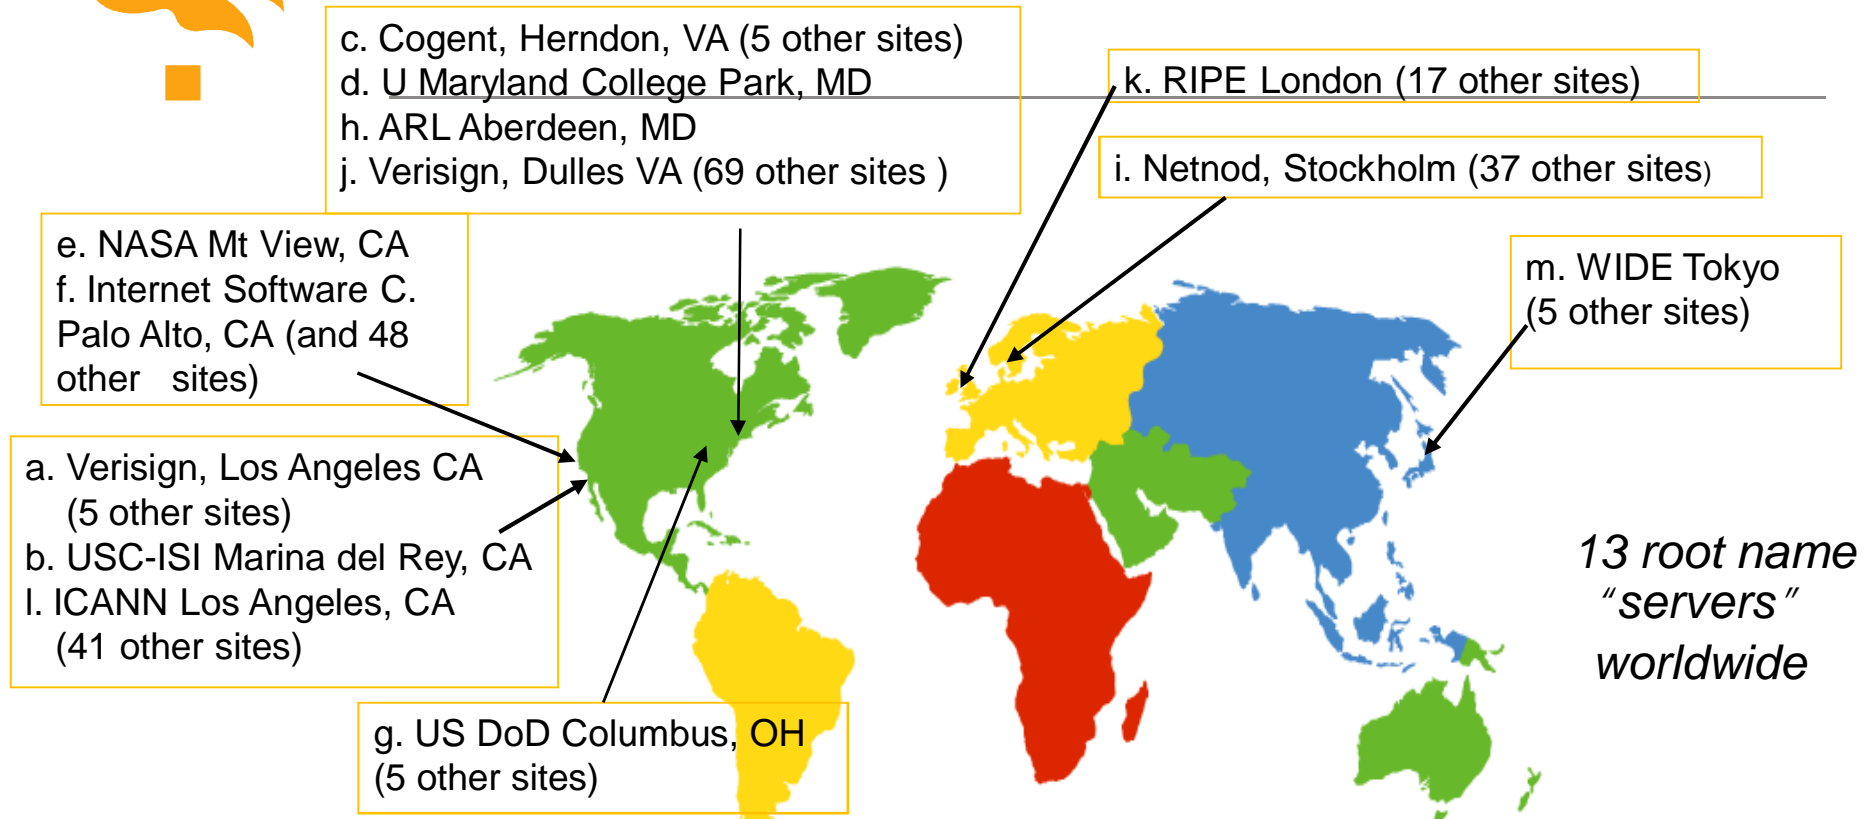 c. Cogent, Herndon, VA (5 other sites)
d. U Maryland College Park, MD
h. ARL Aberdeen, MD
j. Verisign, Dulles VA (69 other sites )
k. RIPE London (17 other sites)
i. Netnod, Stockholm (37 other sites)
e. NASA Mt View, CA
f. Internet Software C.
Palo Alto, CA (and 48
other sites)
m. WIDE Tokyo
(5 other sites)
a. Verisign, Los Angeles CA
(5 other sites)
b. USC-ISI Marina del Rey, CA
l. ICANN Los Angeles, CA
(41 other sites)
g. US DoD Columbus, OH
(5 other sites)
13 root name
“servers”
worldwide